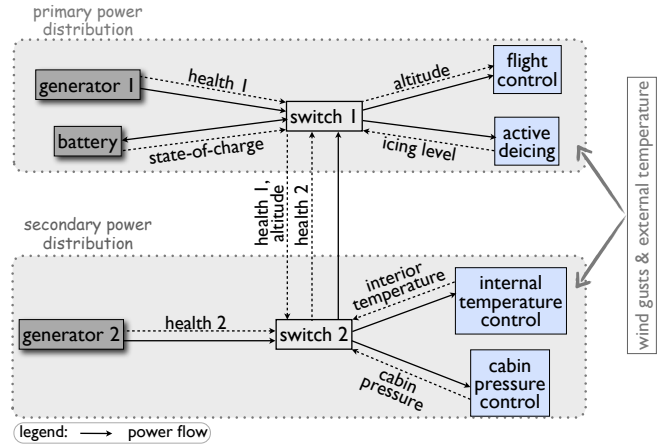 primary power
distribution
generator 1
health 1
altitude
flight
control
switch 1
battery
state-of-charge
icing level
active
deicing
health 1,
altitude
health 2
wind gusts & external temperature
secondary power
distribution
generator 2
health 2
switch 2
interior
temperature
internal
temperature
control
cabin
pressure
cabin
pressure
control
legend:
power flow